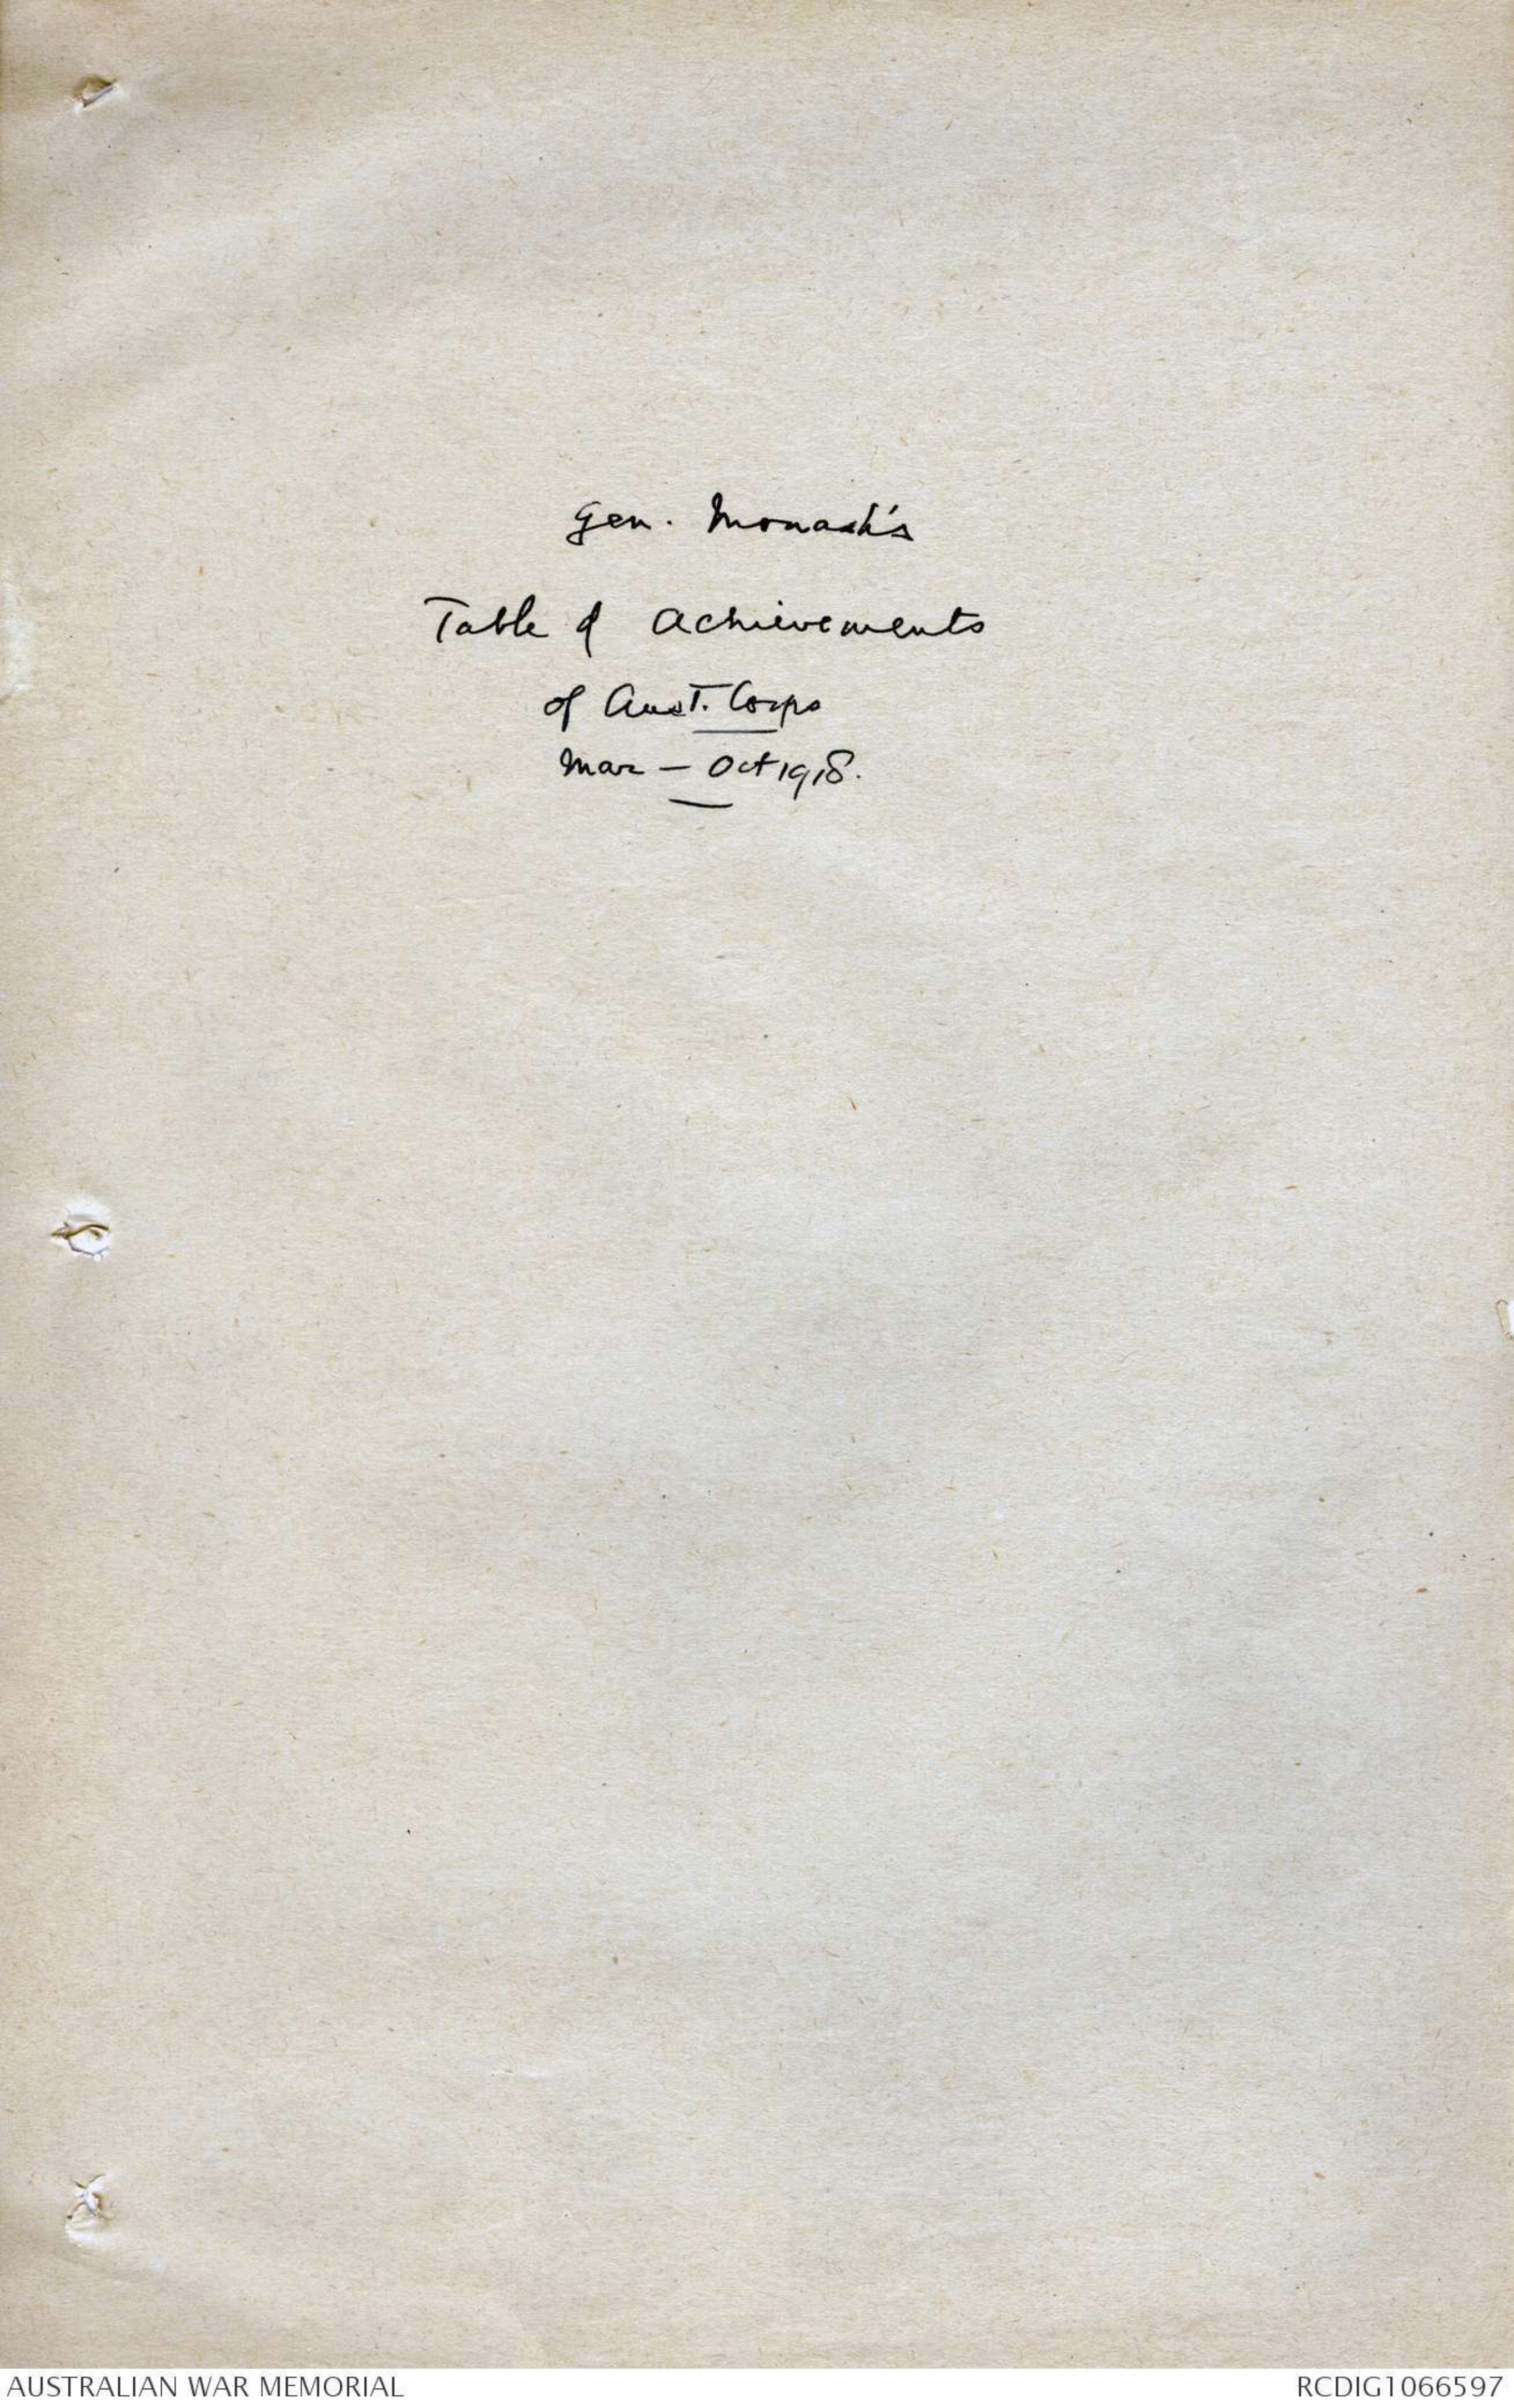 Gen. Monash's
Table of Achievements
of Aust. Corps
Mar — Oct 1918.
AUSTRALIAN WAR MEMORIAL
RCDIG1066597